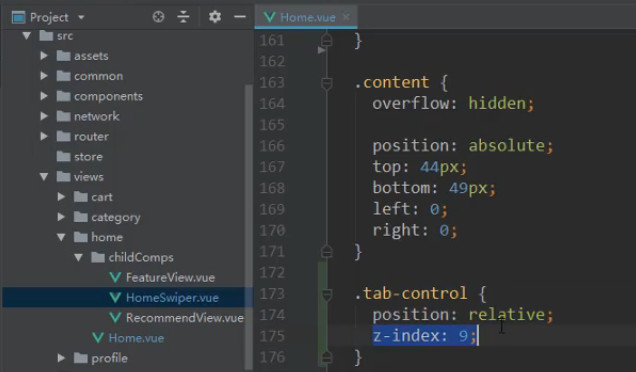 Project
src
assets
common
components
network
router
store
views
cart
category
home
childComps
FeatureView.vue
HomeSwiper.vue
RecommendView.vue
Home.vue
profile
Home.vue
161 }
162
163 .content {
164 overflow: hidden;
165
166 position: absolute;
167 top: 44px;
168 bottom: 49px;
169 left: 0;
170 right: 0;
171 }
172
173 .tab-control {
174 position: relative;
175 z-index: 9;
176 }